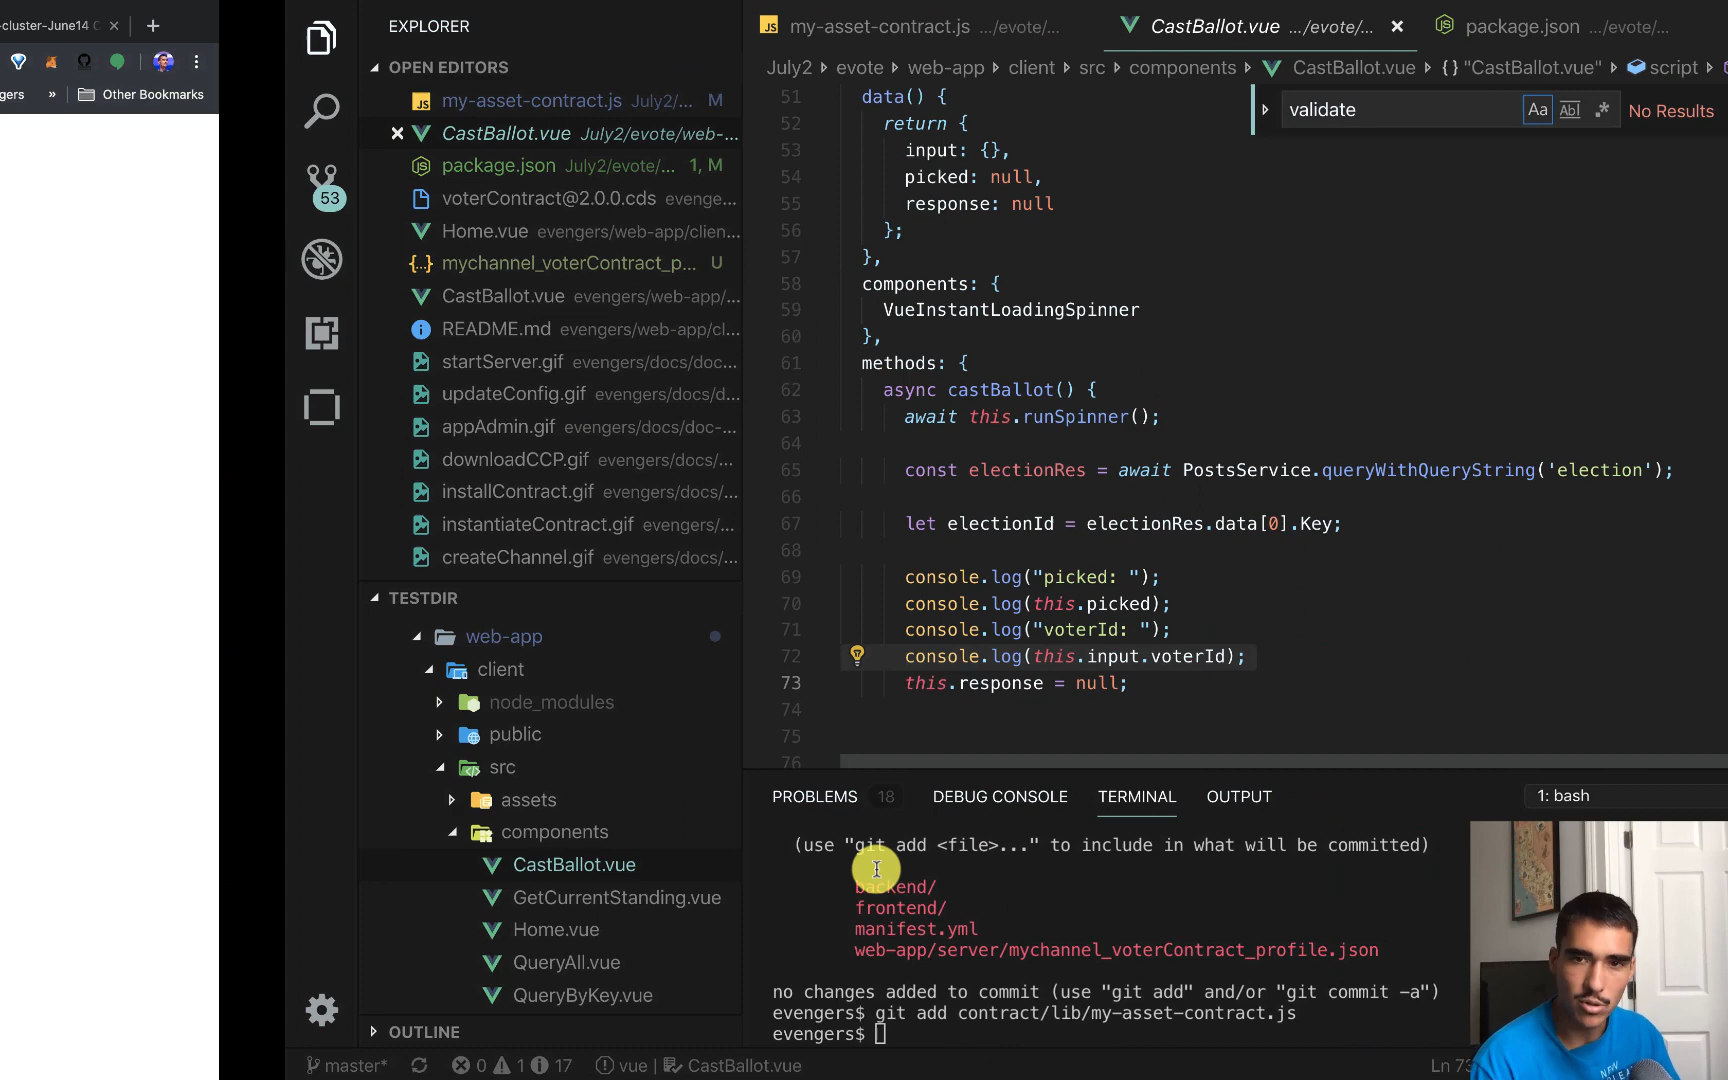 -cluster-June14 C
gers » Other Bookmarks
EXPLORER
OPEN EDITORS
my-asset-contract.js July2/... M
CastBallot.vue July2/evote/web-...
package.json July2/evote/... 1, M
voterContract@2.0.0.cds evenge...
Home.vue evengers/web-app/clien...
mychannel_voterContract_p... U
CastBallot.vue evengers/web-app/...
README.md evengers/web-app/cl...
startServer.gif evengers/docs/doc...
updateConfig.gif evengers/docs/d...
appAdmin.gif evengers/docs/doc-...
downloadCCP.gif evengers/docs/...
installContract.gif evengers/docs/...
instantiateContract.gif evengers/d...
createChannel.gif evengers/docs/...
53
TESTDIR
web-app
client
node_modules
public
src
assets
components
CastBallot.vue
GetCurrentStanding.vue
Home.vue
QueryAll.vue
QueryByKey.vue
OUTLINE
my-asset-contract.js .../evote/...
CastBallot.vue .../evote/...
package.json .../evote/...
July2 evote web-app client src components CastBallot.vue {} "CastBallot.vue" script
validate Aa Abl .* No Results
51 data() {
52 return {
53 input: {},
54 picked: null,
55 response: null
56 };
57 },
58 components: {
59 VueInstantLoadingSpinner
60 },
61 methods: {
62 async castBallot() {
63 await this.runSpinner();
64
65 const electionRes = await PostsService.queryWithQueryString('election');
66
67 let electionId = electionRes.data[0].Key;
68
69 console.log("picked: ");
70 console.log(this.picked);
71 console.log("voterId: ");
72 console.log(this.input.voterId);
73 this.response = null;
74
75
76
PROBLEMS 18 DEBUG CONSOLE TERMINAL OUTPUT 1: bash
(use "git add <file>..." to include in what will be committed)
backend/
frontend/
manifest.yml
web-app/server/mychannel_voterContract_profile.json
no changes added to commit (use "git add" and/or "git commit -a")
evengers$ git add contract/lib/my-asset-contract.js
evengers$
master* 0 1 17 vue | CastBallot.vue Ln 73